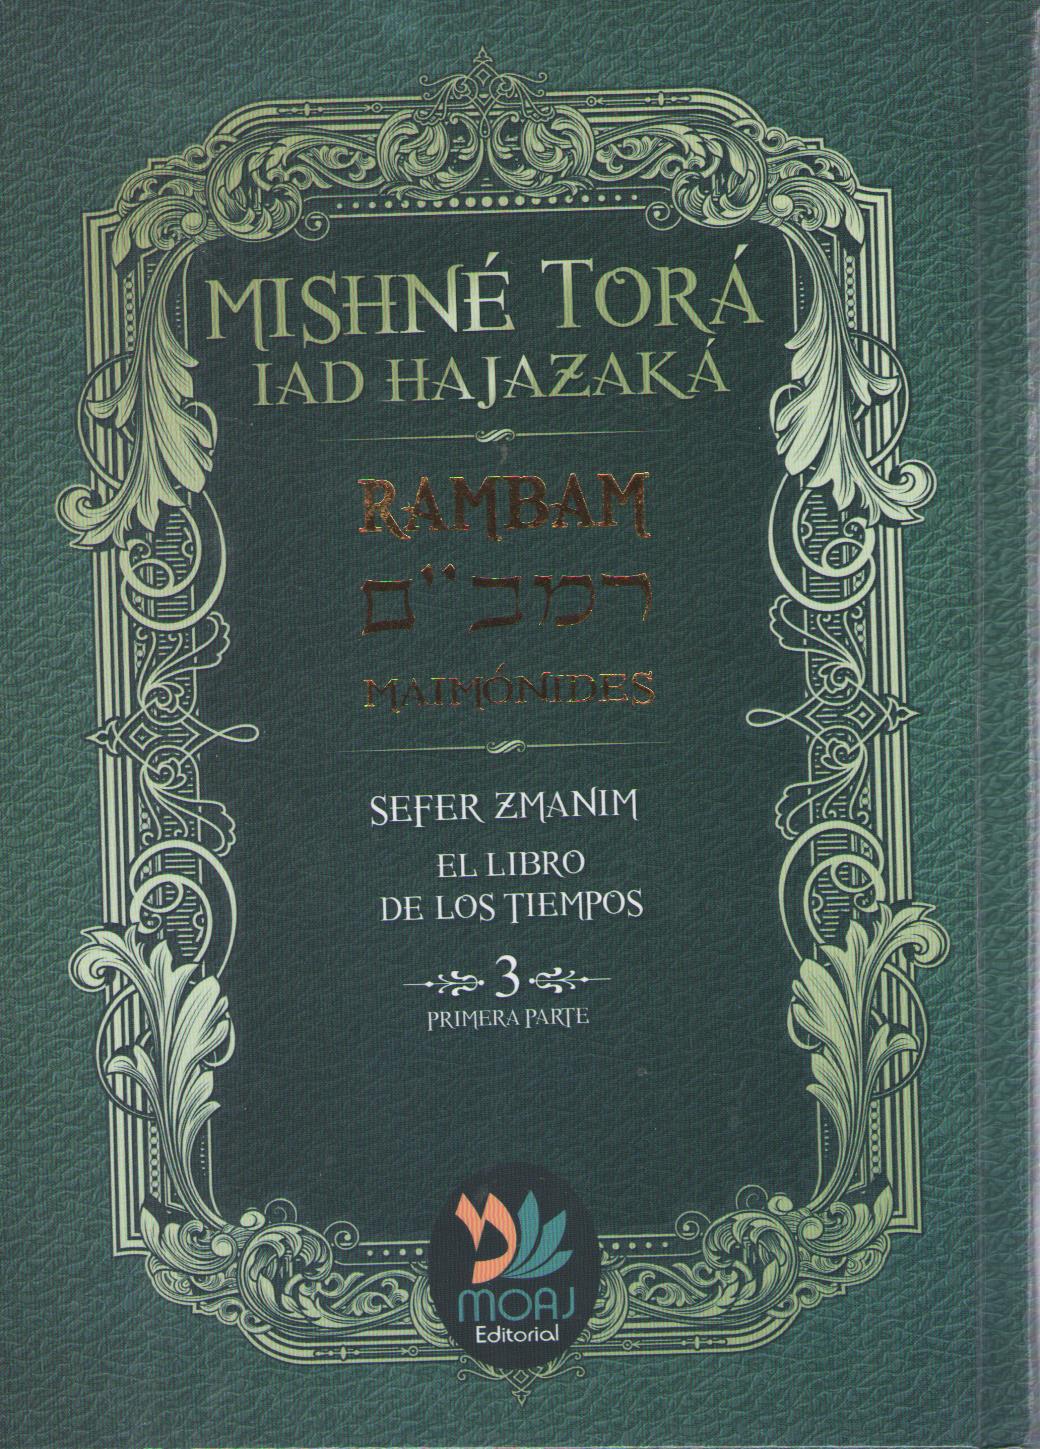 MISHNÉ TORÁ
IAD HAJAZAKÁ
RAMBAM
רמב"ם
MAIMÓNIDES
SEFER ZMANIM
EL LIBRO
DE LOS TIEMPOS
3
PRIMERA PARTE
MOAJ
Editorial